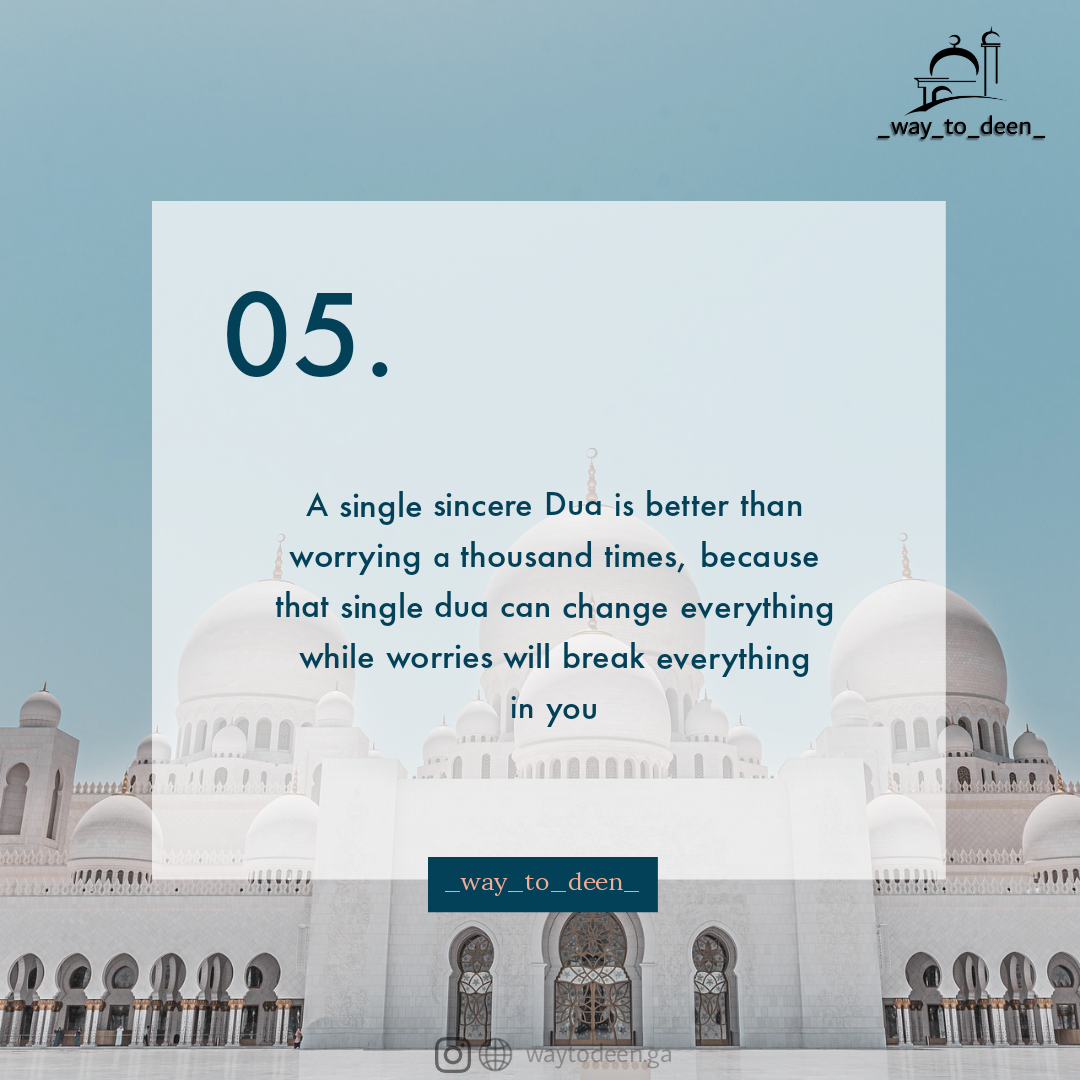 _way_to_deen_
05.
A single sincere Dua is better than
worrying a thousand times, because
that single dua can change everything
while worries will break everything
in you
_way_to_deen_
waytodeen.ga